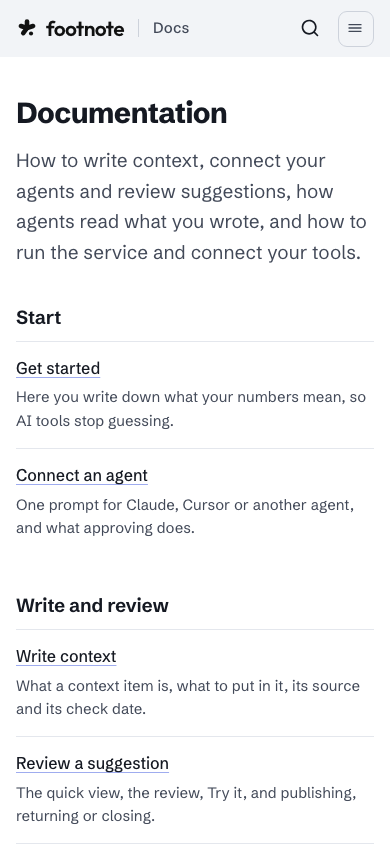 footnote
Docs
Documentation
How to write context, connect your
agents and review suggestions, how
agents read what you wrote, and how to
run the service and connect your tools.
Start
Get started
Here you write down what your numbers mean, so
AI tools stop guessing.
Connect an agent
One prompt for Claude, Cursor or another agent,
and what approving does.
Write and review
Write context
What a context item is, what to put in it, its source
and its check date.
Review a suggestion
The quick view, the review, Try it, and publishing,
returning or closing.